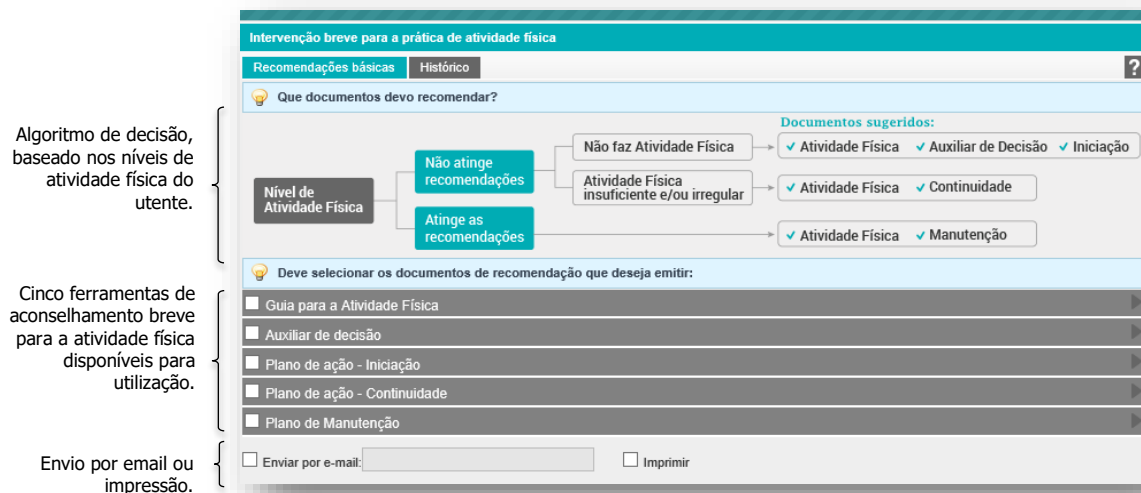 Intervenção breve para a prática de atividade física
Recomendações básicas
Histórico
?
Que documentos devo recomendar?
Algoritmo de decisão,
baseado nos níveis de
atividade física do
utente.
Nível de
Atividade Física
Não atinge
recomendações
Atinge as
recomendações
Não faz Atividade Física
Atividade Física
insuficiente e/ou irregular
Documentos sugeridos:
Atividade Física
Auxiliar de Decisão
Iniciação
Atividade Física
Continuidade
Atividade Física
Manutenção
Deve selecionar os documentos de recomendação que deseja emitir:
Cinco ferramentas de
aconselhamento breve
para a atividade física
disponíveis para
utilização.
Guia para a Atividade Física
Auxiliar de decisão
Plano de ação - Iniciação
Plano de ação - Continuidade
Plano de Manutenção
Envio por email ou
impressão.
Enviar por e-mail:
Imprimir